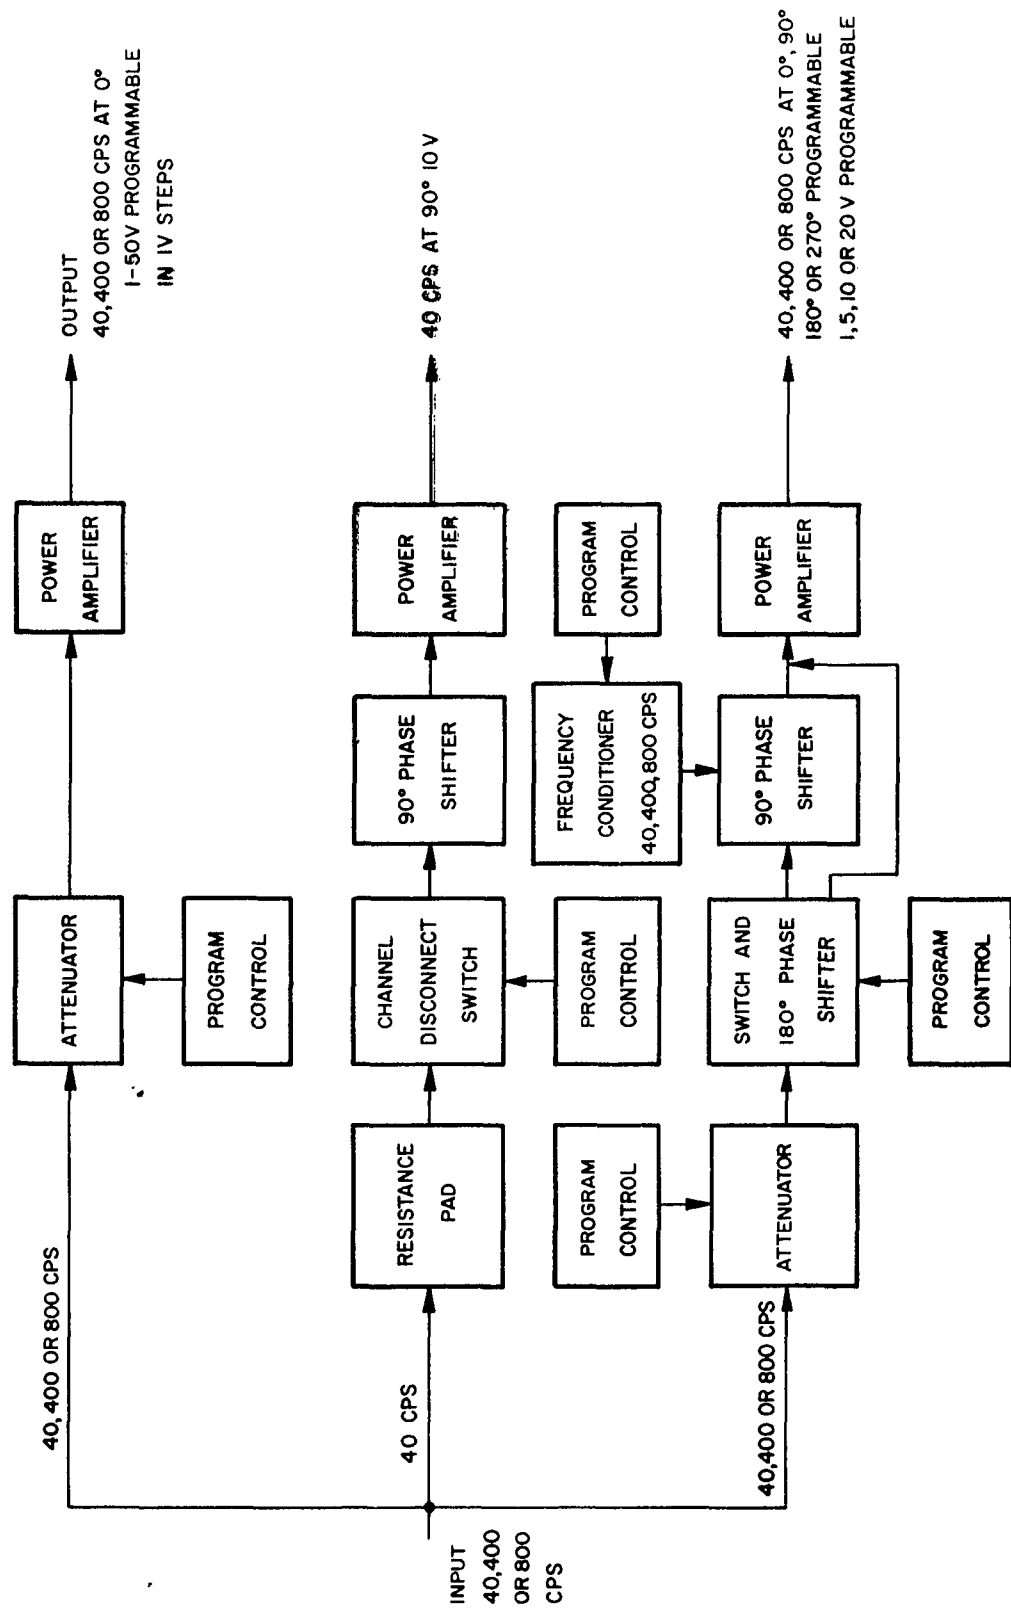 INPUT
40,400
OR 800
CPS
40,400 OR 800 CPS
ATTENUATOR
PROGRAM
CONTROL
POWER
AMPLIFIER
OUTPUT
40,400 OR 800 CPS AT 0°
1-50V PROGRAMMABLE
IN 1V STEPS
40 CPS
RESISTANCE
PAD
CHANNEL
DISCONNECT
SWITCH
PROGRAM
CONTROL
90° PHASE
SHIFTER
POWER
AMPLIFIER
40 CPS AT 90° 10V
40,400 OR 800 CPS
PROGRAM
CONTROL
ATTENUATOR
SWITCH AND
180° PHASE
SHIFTER
PROGRAM
CONTROL
PROGRAM
CONTROL
FREQUENCY
CONDITIONER
40,400,800 CPS
90° PHASE
SHIFTER
POWER
AMPLIFIER
40,400 OR 800 CPS AT 0°, 90°
180° OR 270° PROGRAMMABLE
1,5,10 OR 20 V PROGRAMMABLE